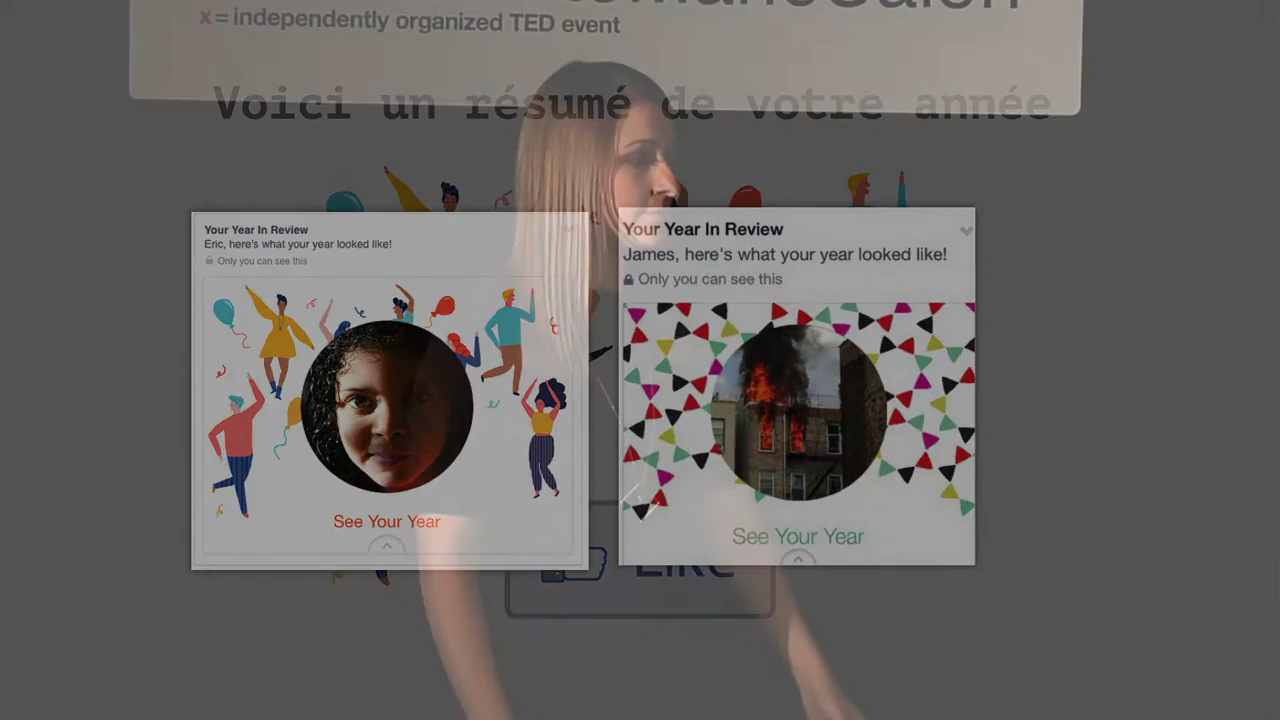 x = independently organized TED event
Voici un résumé de votre année
Your Year In Review
Eric, here's what your year looked like!
Only you can see this
See Your Year
Your Year In Review
James, here's what your year looked like!
Only you can see this
See Your Year